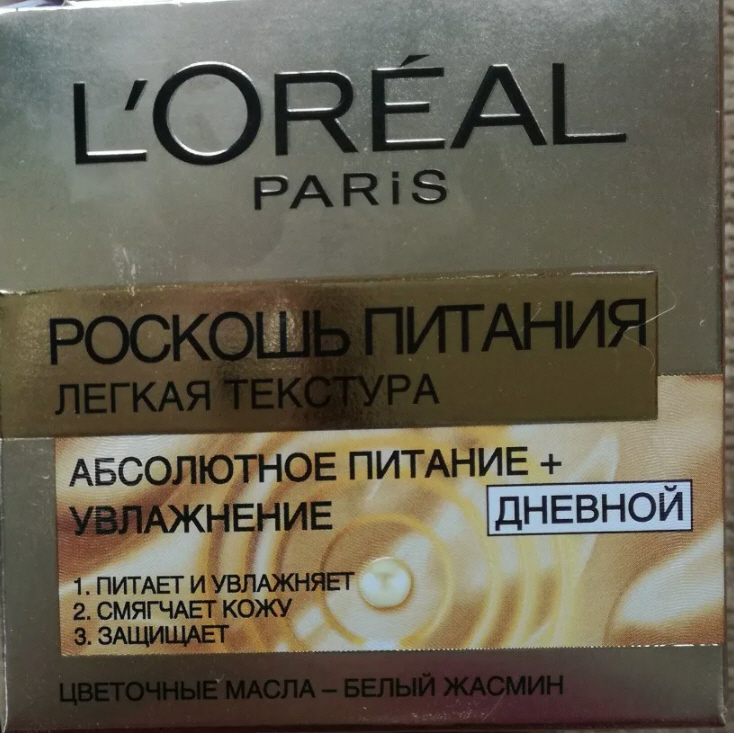 L'ORÉAL
PARiS
РОСКОШЬ ПИТАНИЯ
ЛЕГКАЯ ТЕКСТУРА
АБСОЛЮТНОЕ ПИТАНИЕ +
УВЛАЖНЕНИЕ
ДНЕВНОЙ
1. ПИТАЕТ И УВЛАЖНЯЕТ
2. СМЯГЧАЕТ КОЖУ
3. ЗАЩИЩАЕТ
ЦВЕТОЧНЫЕ МАСЛА – БЕЛЫЙ ЖАСМИН